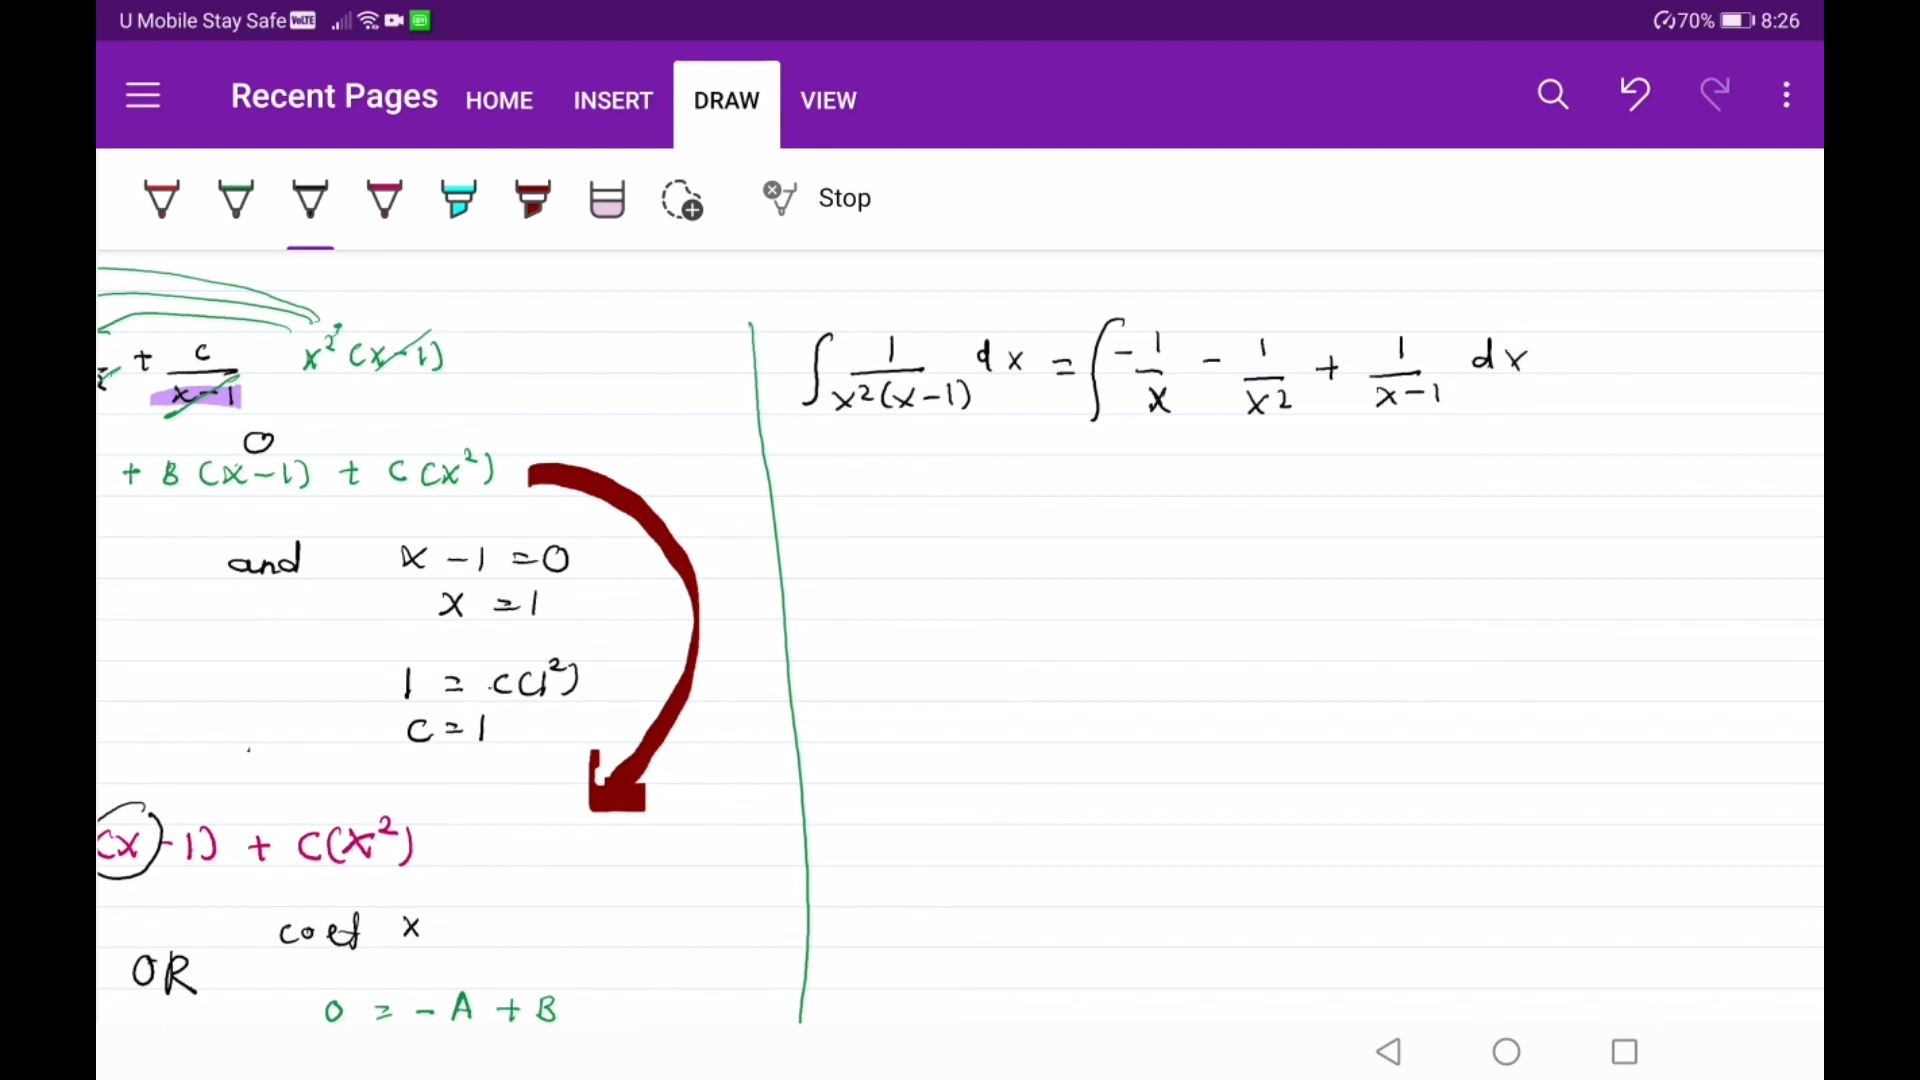 U Mobile Stay Safe VoLTE 70% 8:26
Recent Pages HOME INSERT DRAW VIEW
Stop
+ c/(x-1) x²(x-1)
∫ 1/(x²(x-1)) dx = ∫ -1/x - 1/x² + 1/(x-1) dx
0
+ B(x-1) + C(x²)
and x - 1 = 0
x = 1
1 = C(1²)
C = 1
(x-1) + C(x²)
coef x
OR
0 = -A + B